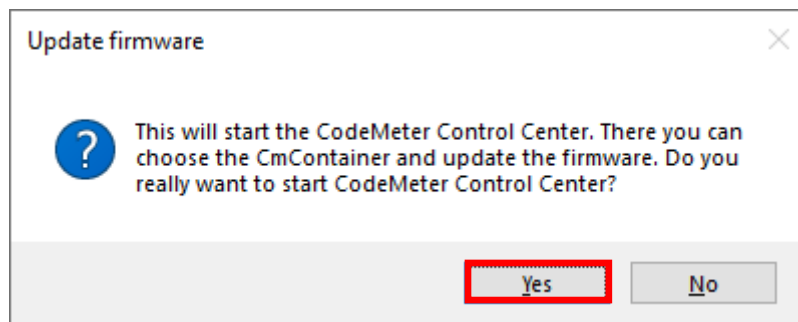 Update firmware
This will start the CodeMeter Control Center. There you can
choose the CmContainer and update the firmware. Do you
really want to start CodeMeter Control Center?
Yes
No